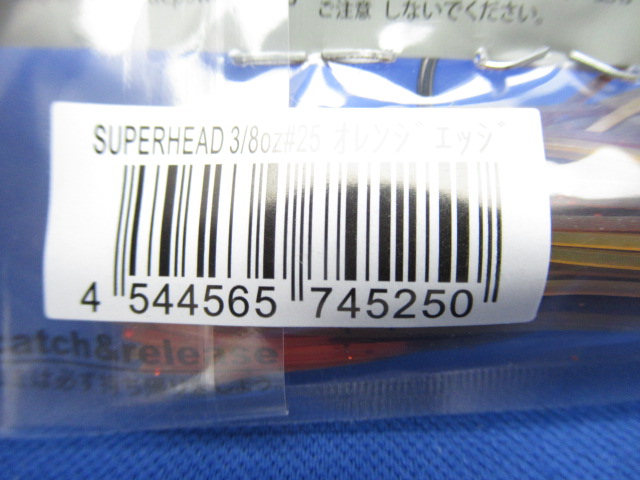 ご注意 しないでください。
SUPERHEAD 3/8oz#25 オレンジエッジ
4 544565 745250
catch&release